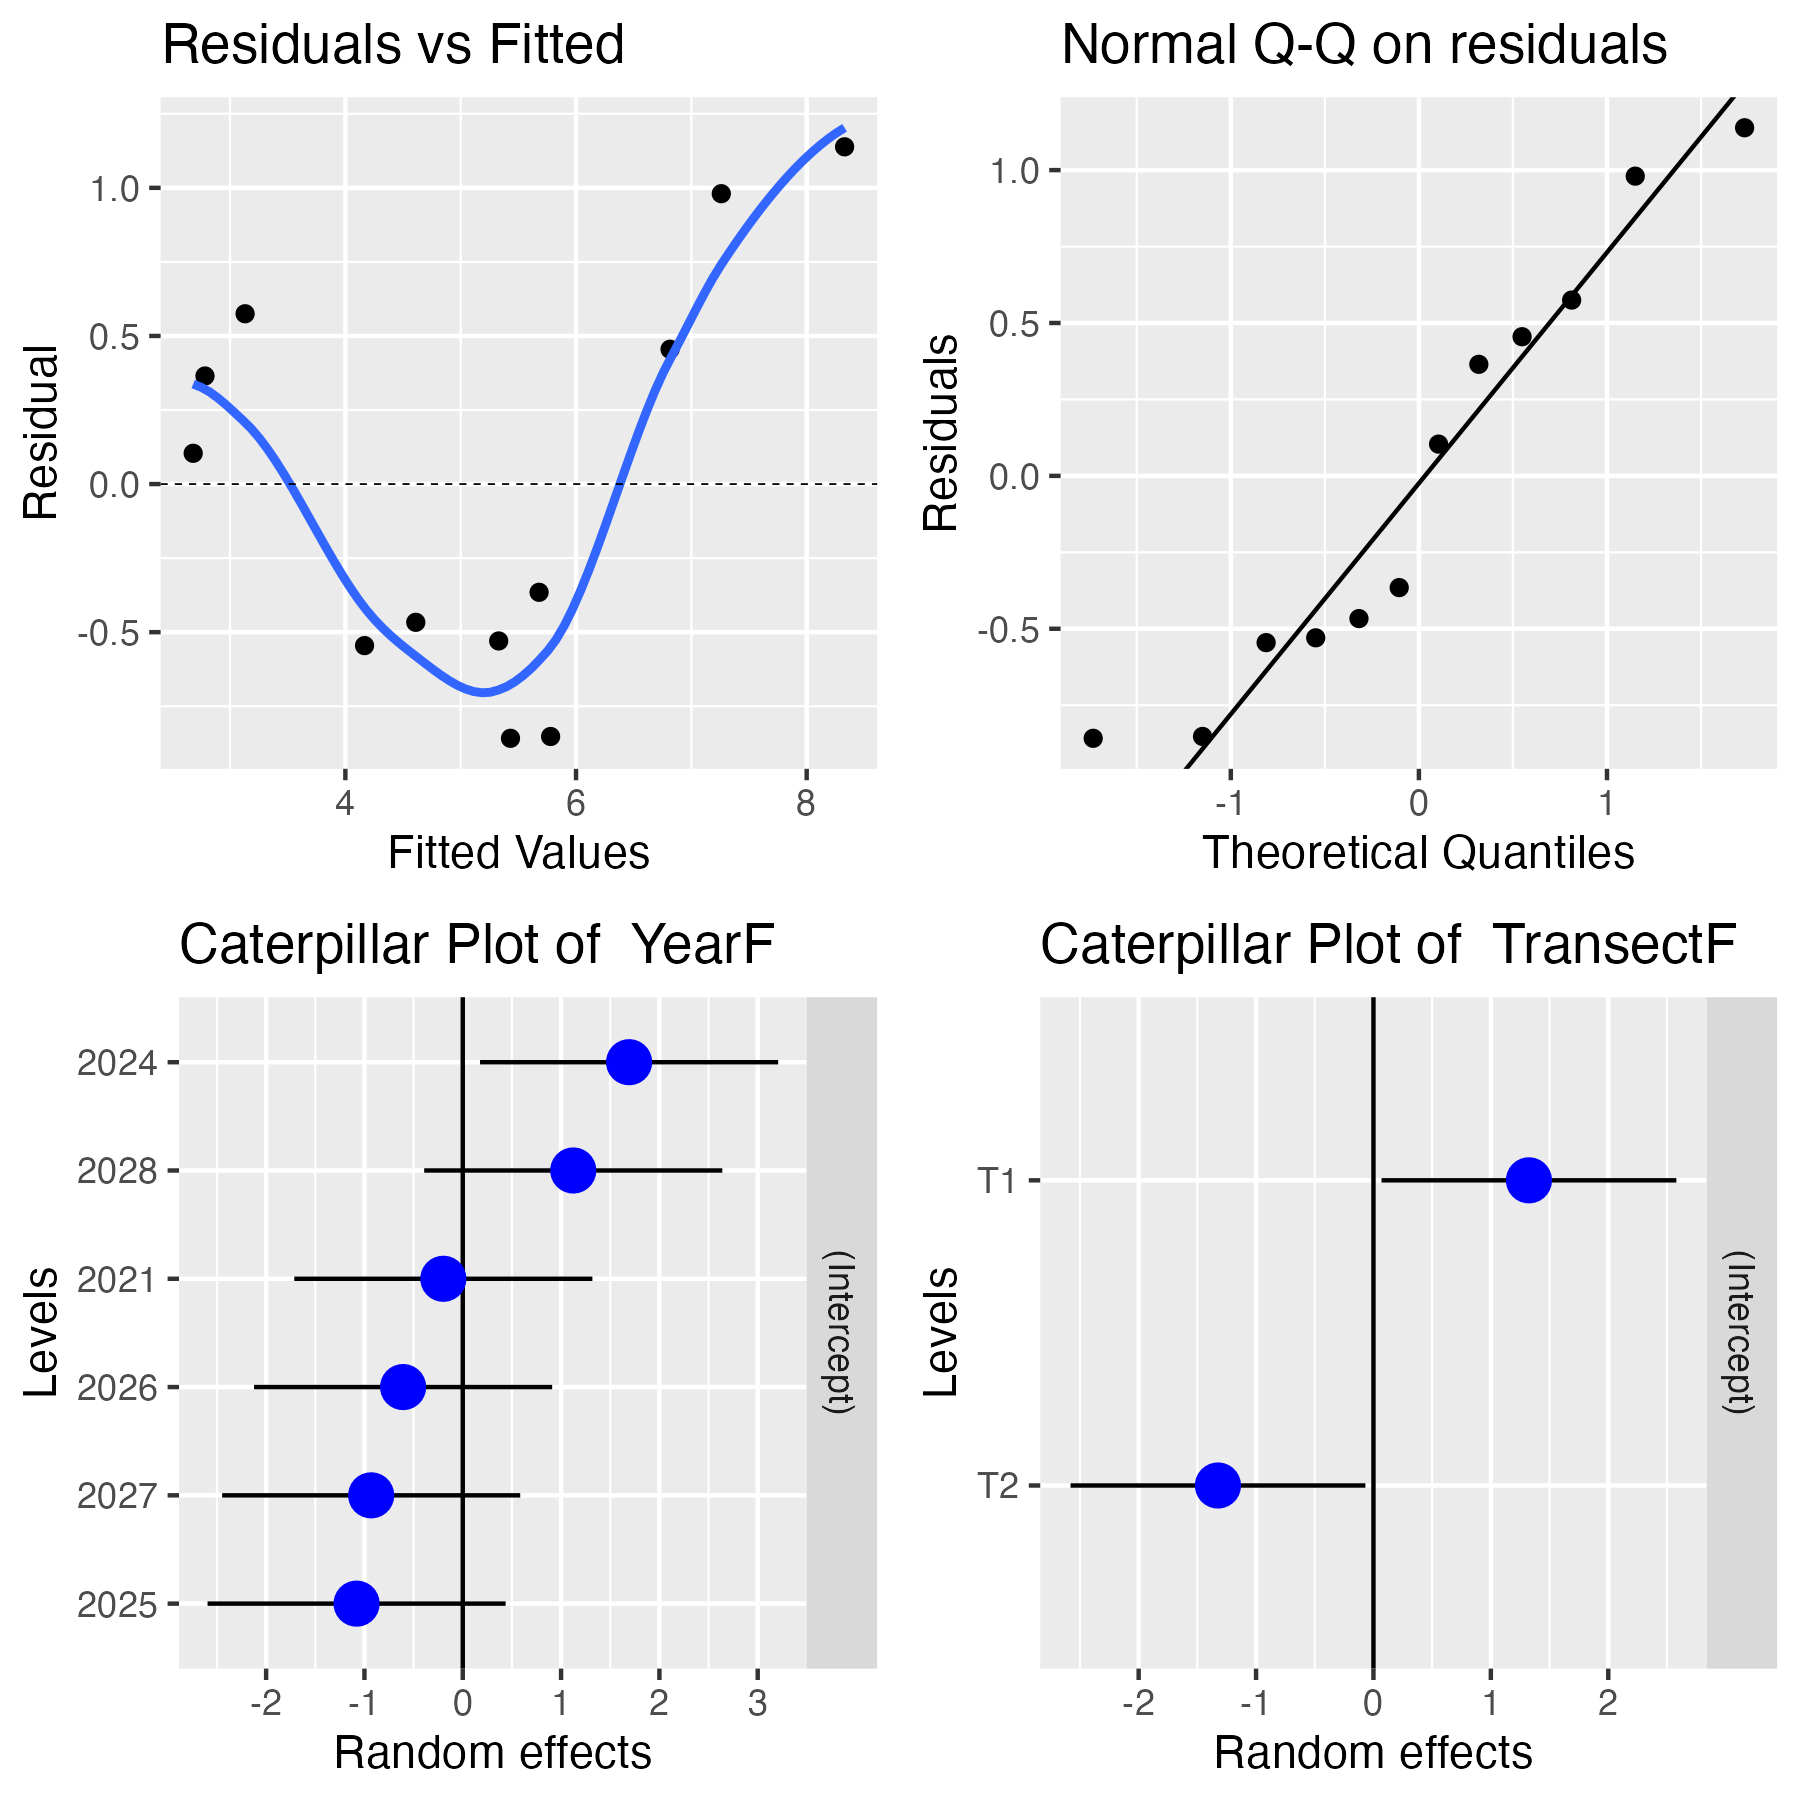 Residuals vs Fitted
Residual
1.0
0.5
0.0
-0.5
4 6 8
Fitted Values
Normal Q-Q on residuals
Residuals
1.0
0.5
0.0
-0.5
-1 0 1
Theoretical Quantiles
Caterpillar Plot of  YearF
Levels
2024
2028
2021
2026
2027
2025
(Intercept)
-2 -1 0 1 2 3
Random effects
Caterpillar Plot of  TransectF
Levels
T1
T2
(Intercept)
-2 -1 0 1 2
Random effects